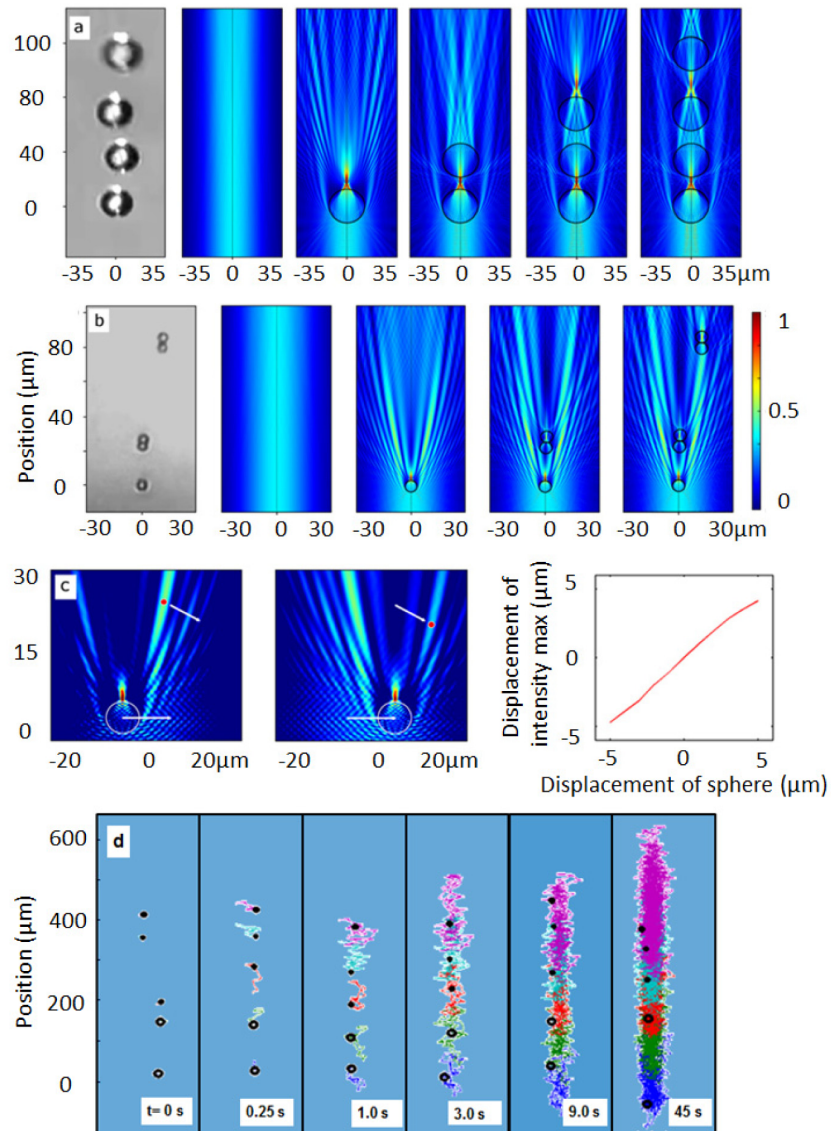 a
120
80
40
0
-35 0 35
-35 0 35
-35 0 35
-35 0 35
-35 0 35
-35 0 35μm
b
80
40
0
Position (μm)
-30 0 30
-30 0 30
-30 0 30
-30 0 30
-30 0 30μm
1
0.5
0
c
30
15
0
-20 0 20μm
-20 0 20μm
Displacement of
intensity max (μm)
5
0
-5
-5 0 5
Displacement of sphere (μm)
d
600
400
200
0
Position (μm)
t= 0 s
0.25 s
1.0 s
3.0 s
9.0 s
45 s